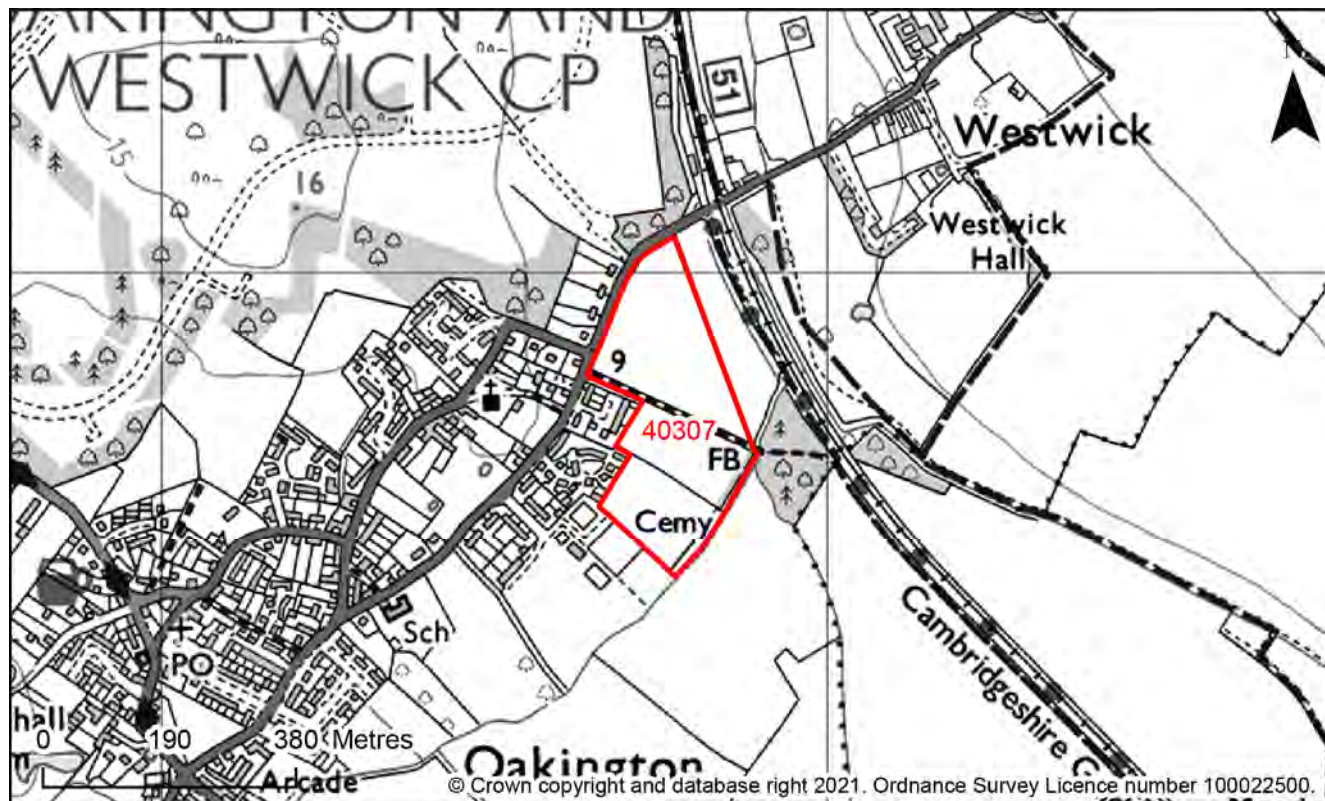 OAKINGTON AND
WESTWICK CP
51
15
16
Westwick
Westwick
Hall
9
40307
FB
Cemy
Sch
PO
Cambridgeshire G
hall
0 190 380 Metres
Arcade
Oakington
© Crown copyright and database right 2021. Ordnance Survey Licence number 100022500.